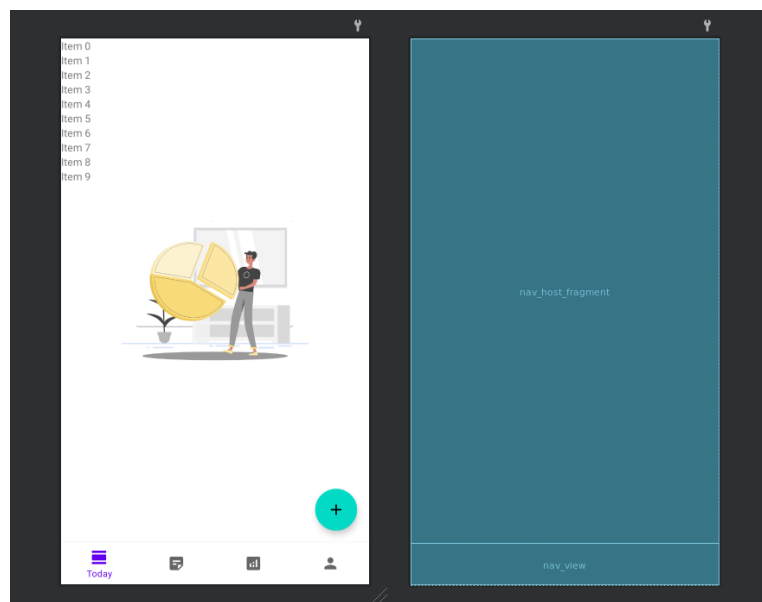 Item 0
Item 1
Item 2
Item 3
Item 4
Item 5
Item 6
Item 7
Item 8
Item 9
Today
nav_host_fragment
nav_view